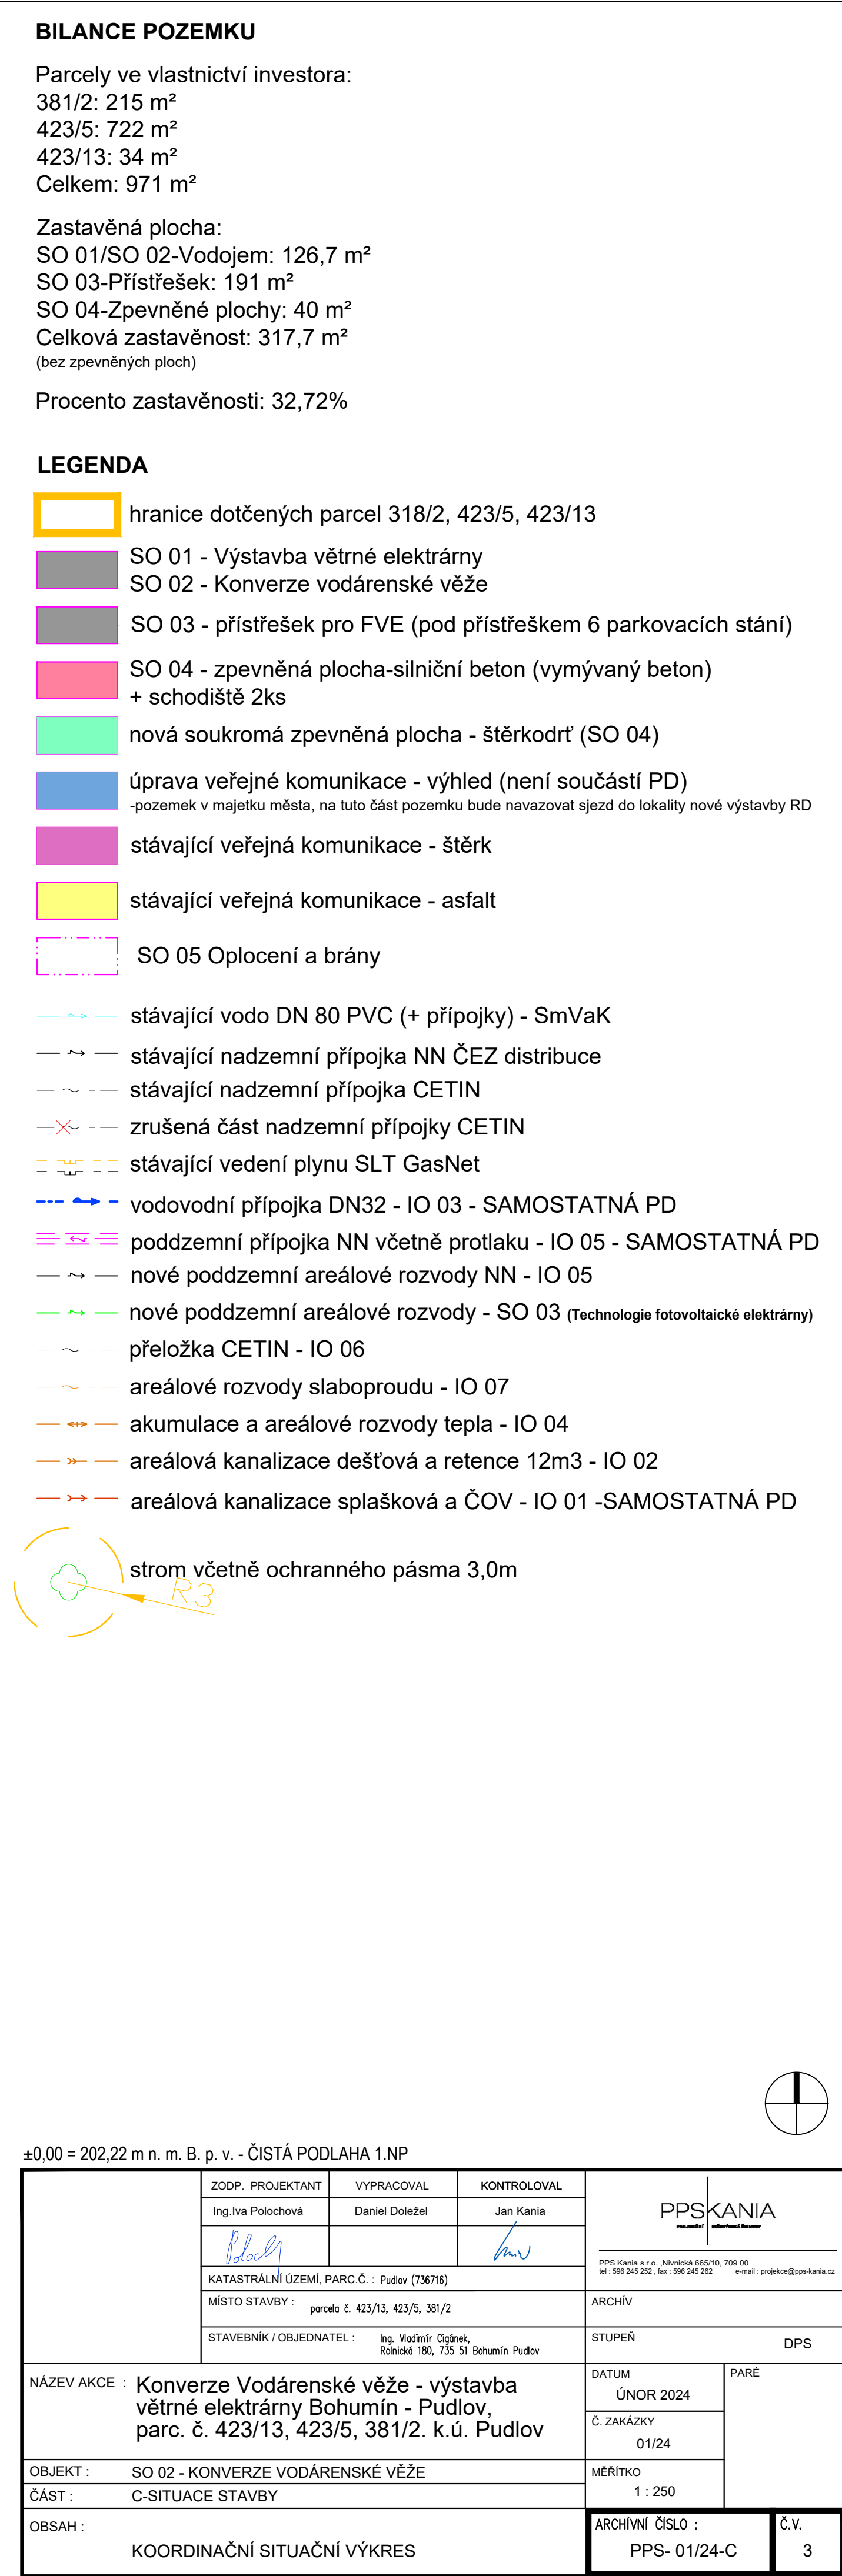 BILANCE POZEMKU
Parcely ve vlastnictví investora:
381/2: 215 m²
423/5: 722 m²
423/13: 34 m²
Celkem: 971 m²
Zastavěná plocha:
SO 01/SO 02-Vodojem: 126,7 m²
SO 03-Přístřešek: 191 m²
SO 04-Zpevněné plochy: 40 m²
Celková zastavěnost: 317,7 m²
(bez zpevněných ploch)
Procento zastavěnosti: 32,72%
LEGENDA
hranice dotčených parcel 318/2, 423/5, 423/13
SO 01 - Výstavba větrné elektrárny
SO 02 - Konverze vodárenské věže
SO 03 - přístřešek pro FVE (pod přístřeškem 6 parkovacích stání)
SO 04 - zpevněná plocha-silniční beton (vymývaný beton)
+ schodiště 2ks
nová soukromá zpevněná plocha - štěrkodrť (SO 04)
úprava veřejné komunikace - výhled (není součástí PD)
-pozemek v majetku města, na tuto část pozemku bude navazovat sjezd do lokality nové výstavby RD
stávající veřejná komunikace - štěrk
stávající veřejná komunikace - asfalt
SO 05 Oplocení a brány
stávající vodo DN 80 PVC (+ přípojky) - SmVaK
stávající nadzemní přípojka NN ČEZ distribuce
stávající nadzemní přípojka CETIN
zrušená část nadzemní přípojky CETIN
stávající vedení plynu SLT GasNet
vodovodní přípojka DN32 - IO 03 - SAMOSTATNÁ PD
poddzemní přípojka NN včetně protlaku - IO 05 - SAMOSTATNÁ PD
nové poddzemní areálové rozvody NN - IO 05
nové poddzemní areálové rozvody - SO 03 (Technologie fotovoltaické elektrárny)
přeložka CETIN - IO 06
areálové rozvody slaboproudu - IO 07
akumulace a areálové rozvody tepla - IO 04
areálová kanalizace dešťová a retence 12m3 - IO 02
areálová kanalizace splašková a ČOV - IO 01 -SAMOSTATNÁ PD
strom včetně ochranného pásma 3,0m
R3
±0,00 = 202,22 m n. m. B. p. v. - ČISTÁ PODLAHA 1.NP
ZODP. PROJEKTANT VYPRACOVAL KONTROLOVAL
Ing.Iva Polochová Daniel Doležel Jan Kania
PPS KANIA
PPS Kania s.r.o. ,Nivnická 665/10, 709 00
tel : 596 245 252 , fax : 596 245 262 e-mail : projekce@pps-kania.cz
KATASTRÁLNÍ ÚZEMÍ, PARC.Č. : Pudlov (736716)
MÍSTO STAVBY : parcela č. 423/13, 423/5, 381/2
ARCHÍV
STAVEBNÍK / OBJEDNATEL : Ing. Vladimír Cigánek,
Rolnická 180, 735 51 Bohumín Pudlov
STUPEŇ DPS
NÁZEV AKCE : Konverze Vodárenské věže - výstavba
větrné elektrárny Bohumín - Pudlov,
parc. č. 423/13, 423/5, 381/2. k.ú. Pudlov
DATUM PARÉ
ÚNOR 2024
Č. ZAKÁZKY
01/24
OBJEKT : SO 02 - KONVERZE VODÁRENSKÉ VĚŽE
ČÁST : C-SITUACE STAVBY
MĚŘÍTKO
1 : 250
OBSAH :
KOORDINAČNÍ SITUAČNÍ VÝKRES
ARCHÍVNÍ ČÍSLO : Č.V.
PPS- 01/24-C 3